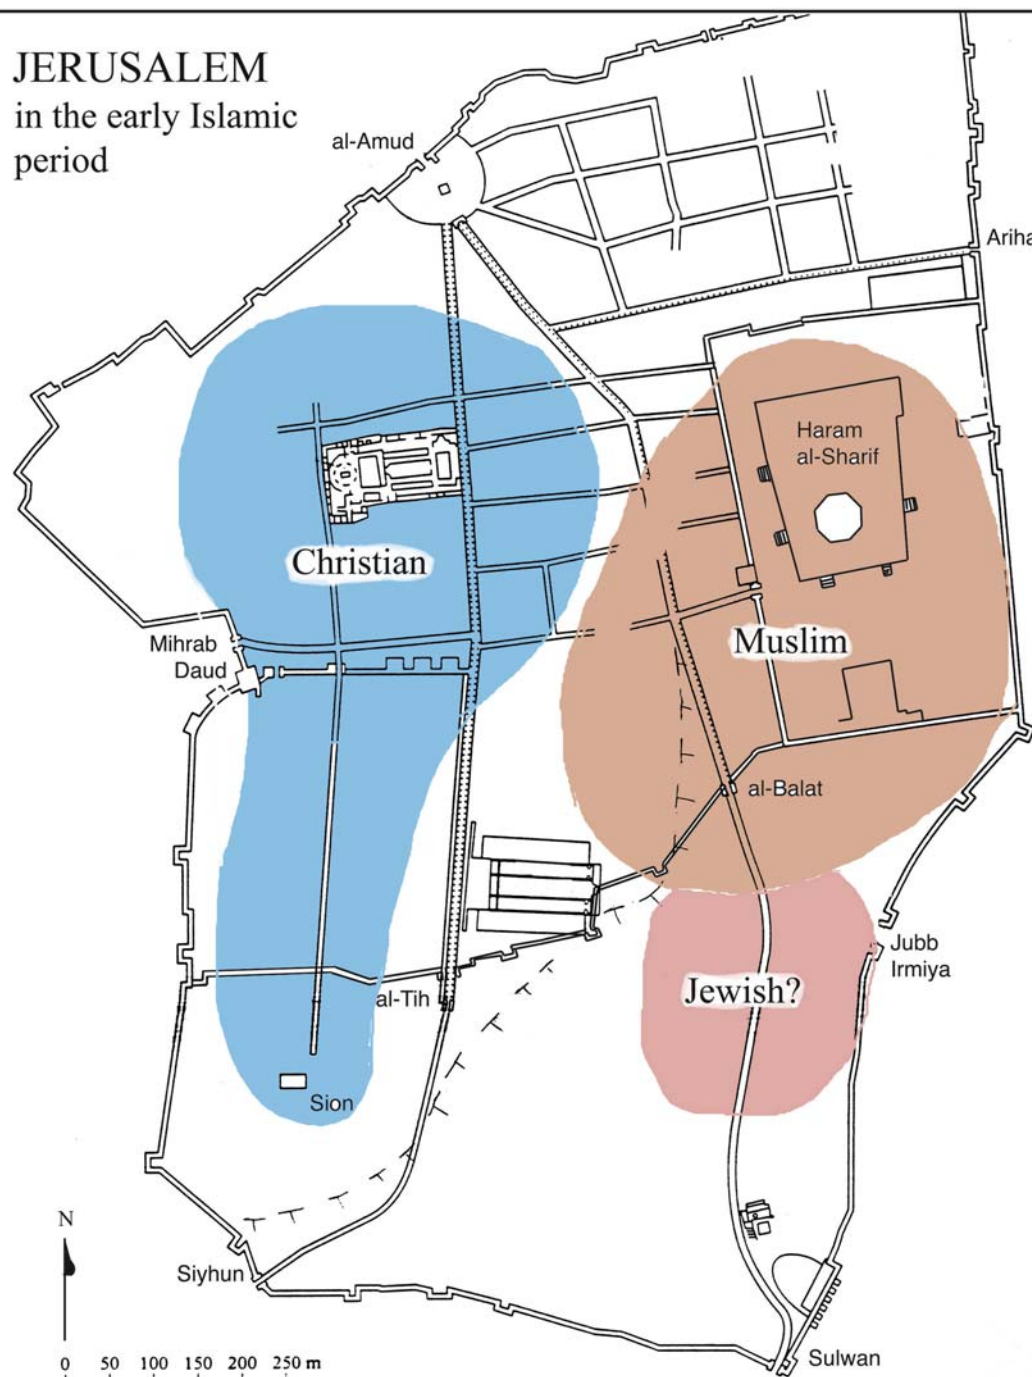 JERUSALEM
in the early Islamic
period
al-Amud
Ariha
Haram
al-Sharif
Christian
Mihrab
Daud
Muslim
al-Balat
Jubb
Irmiya
Jewish?
al-Tih
Sion
N
Siyhun
Sulwan
0 50 100 150 200 250 m